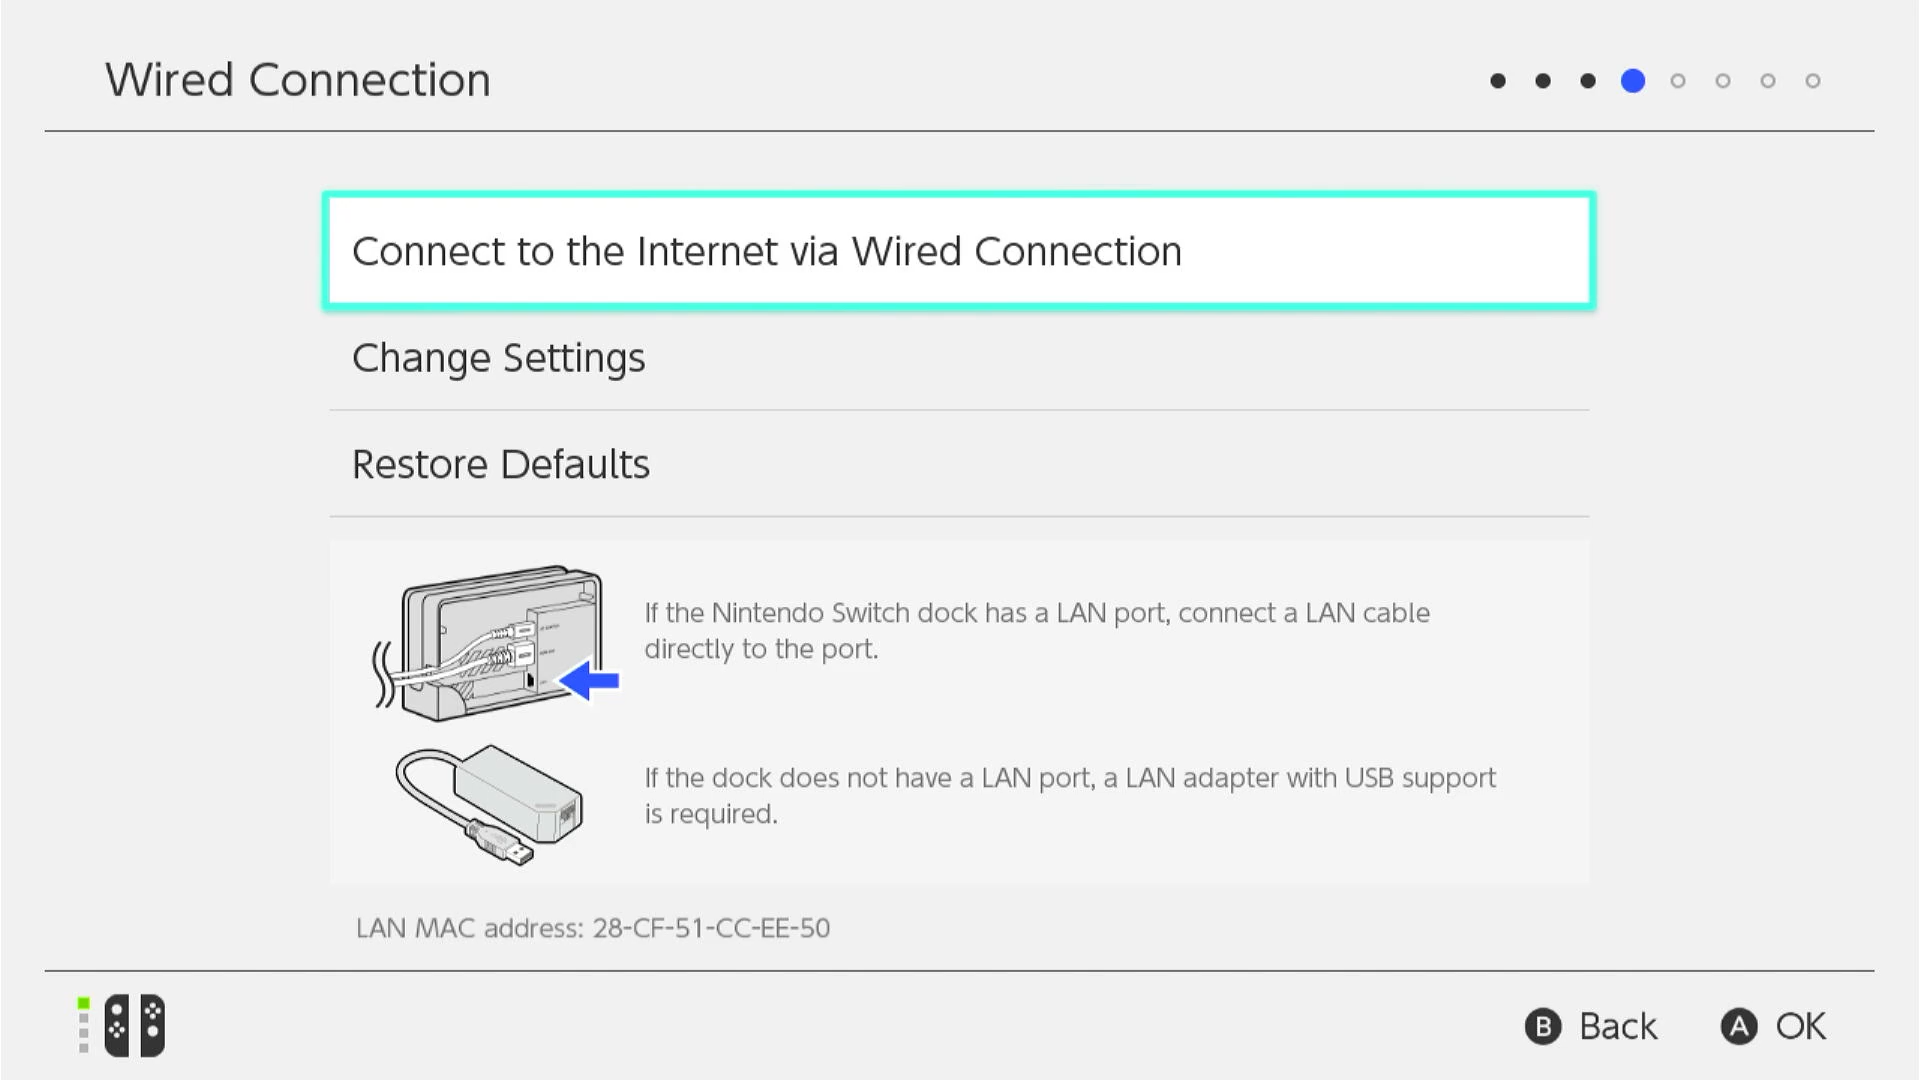 Wired Connection
Connect to the Internet via Wired Connection
Change Settings
Restore Defaults
If the Nintendo Switch dock has a LAN port, connect a LAN cable
directly to the port.
If the dock does not have a LAN port, a LAN adapter with USB support
is required.
LAN MAC address: 28-CF-51-CC-EE-50
B Back A OK